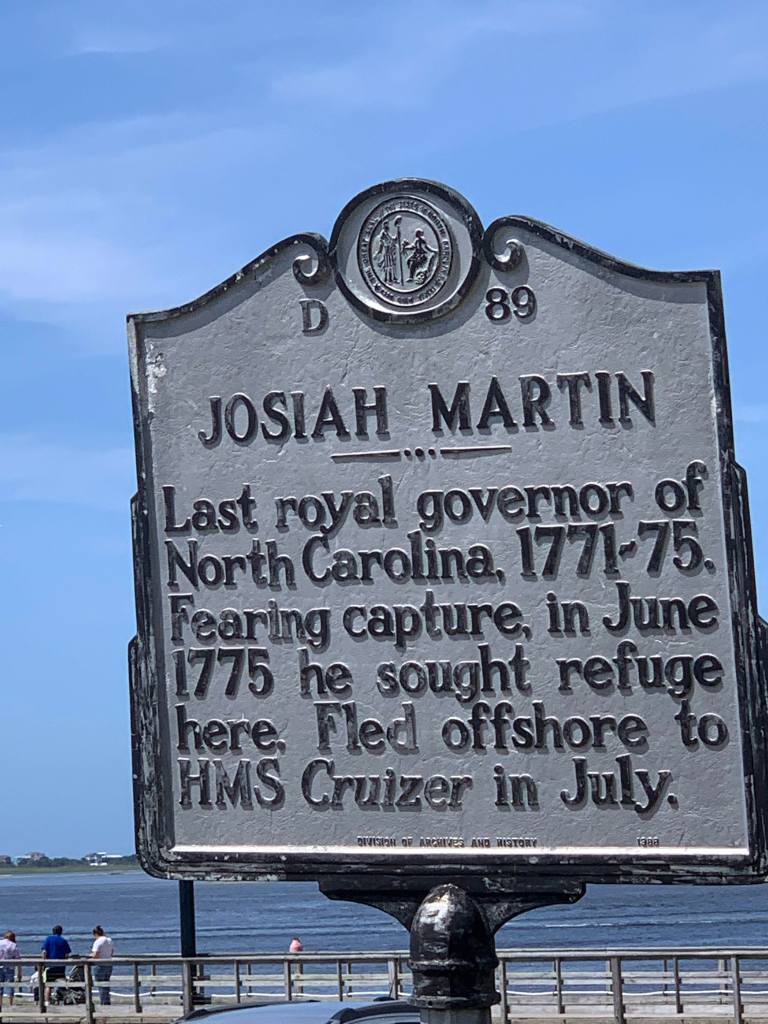 D 89
JOSIAH MARTIN
Last royal governor of
North Carolina, 1771-75.
Fearing capture, in June
1775 he sought refuge
here. Fled offshore to
HMS Cruizer in July.
DIVISION OF ARCHIVES AND HISTORY 1988